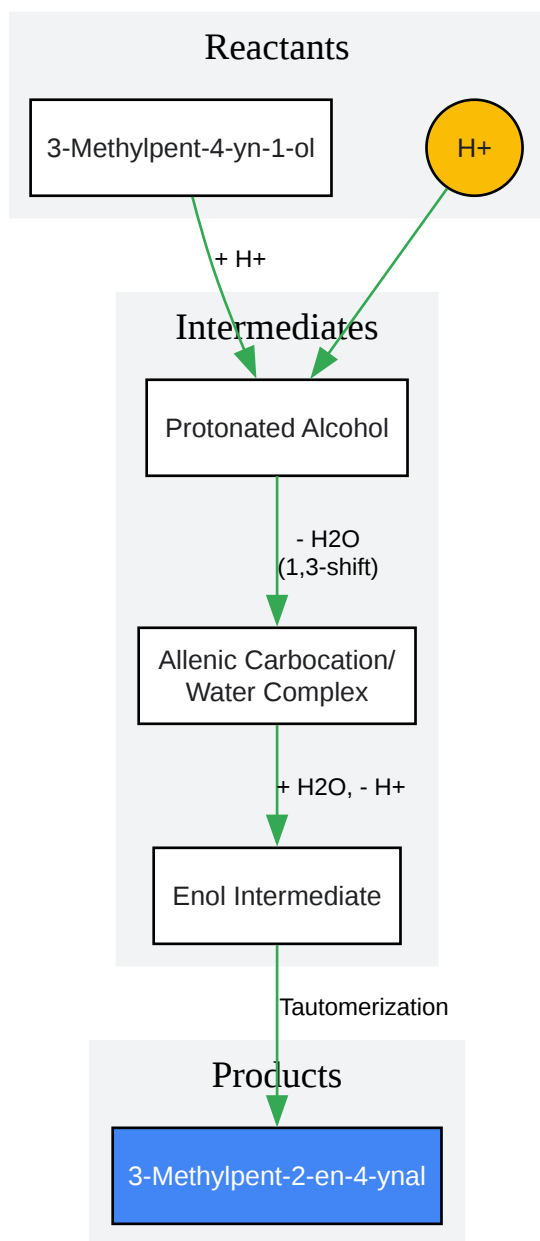 Reactants
3-Methylpent-4-yn-1-ol
H+
+ H+
Intermediates
Protonated Alcohol
- H2O
(1,3-shift)
Allenic Carbocation/
Water Complex
+ H2O, - H+
Enol Intermediate
Tautomerization
Products
3-Methylpent-2-en-4-ynal